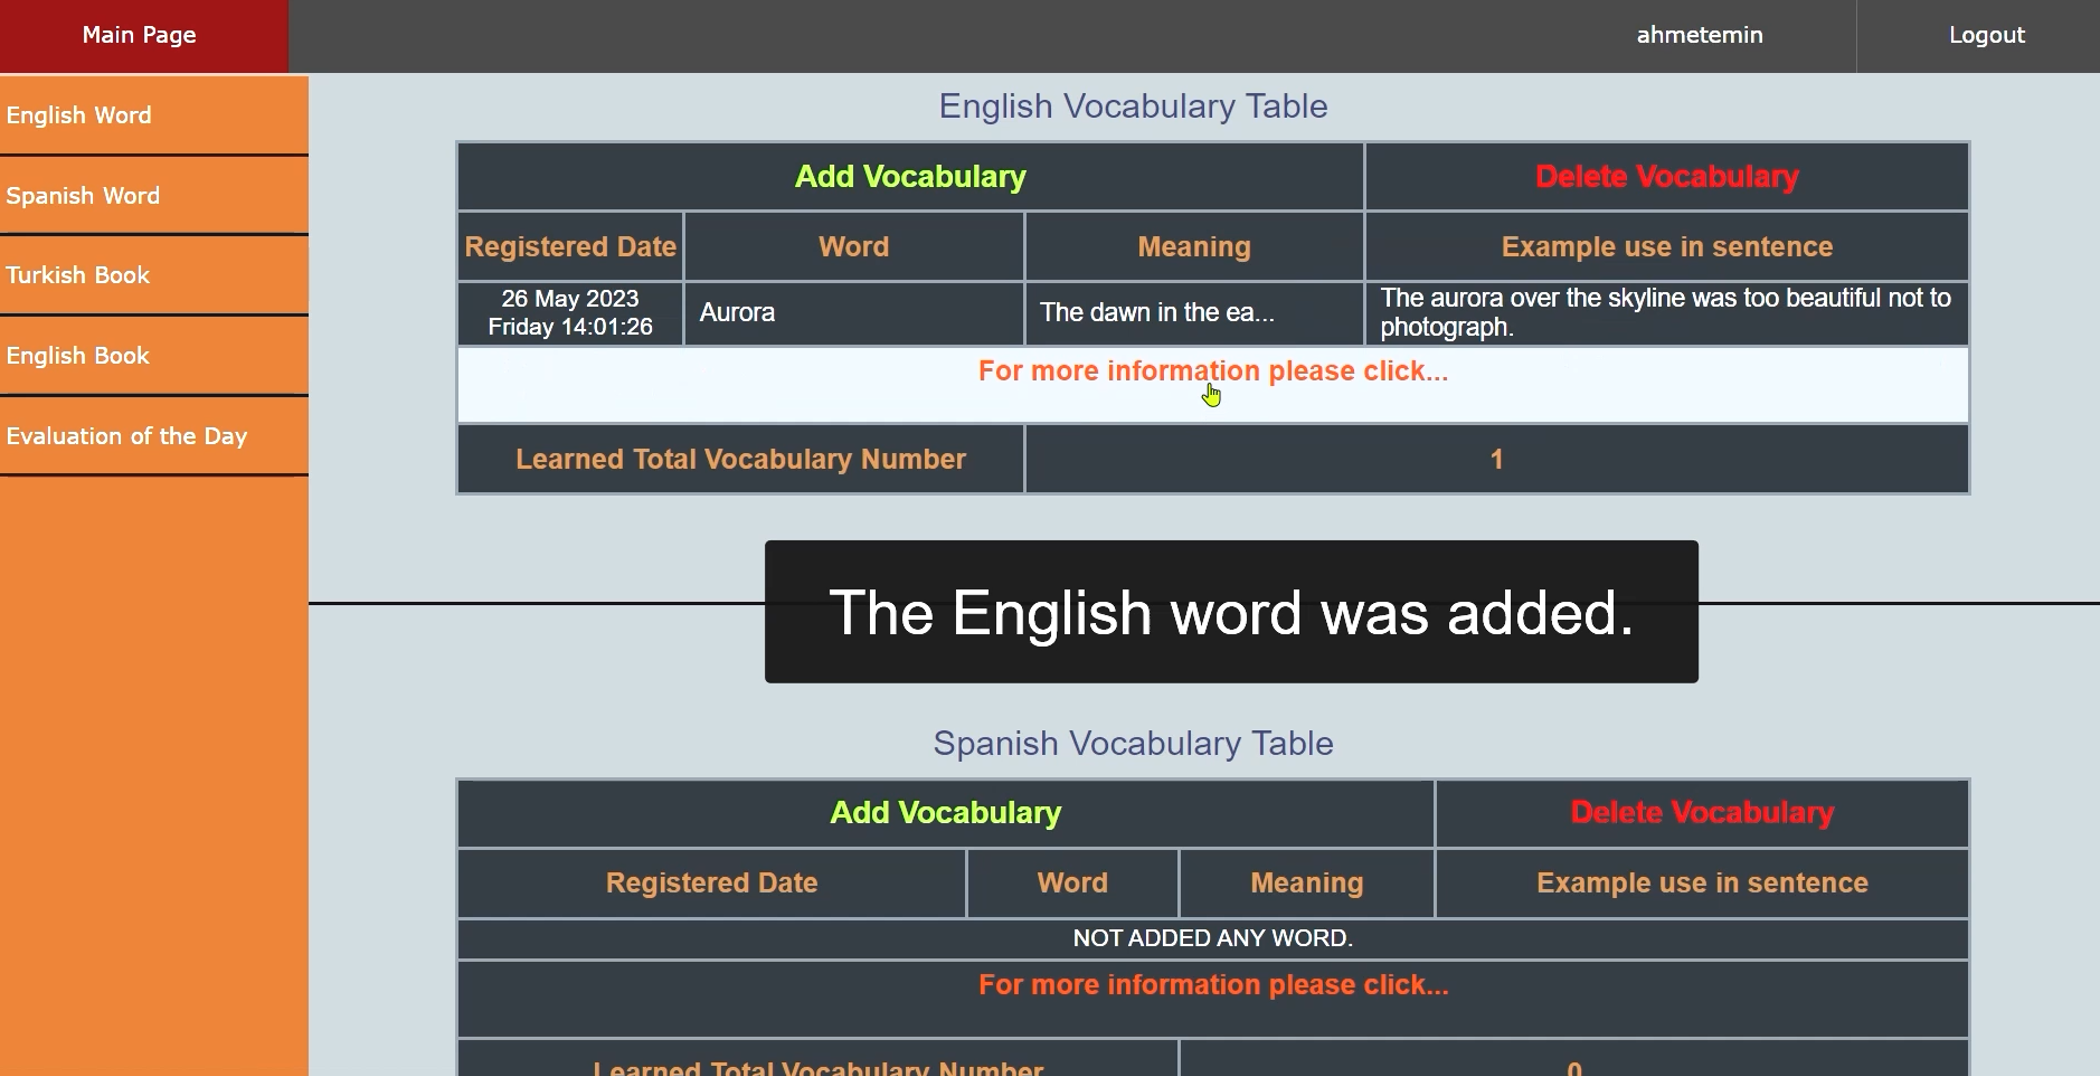 Main Page
ahmetemin
Logout
English Word
Spanish Word
Turkish Book
English Book
Evaluation of the Day
English Vocabulary Table
Add Vocabulary
Delete Vocabulary
Registered Date
Word
Meaning
Example use in sentence
26 May 2023
Friday 14:01:26
Aurora
The dawn in the ea...
The aurora over the skyline was too beautiful not to
photograph.
For more information please click...
Learned Total Vocabulary Number
1
The English word was added.
Spanish Vocabulary Table
Add Vocabulary
Delete Vocabulary
Registered Date
Word
Meaning
Example use in sentence
NOT ADDED ANY WORD.
For more information please click...
Learned Total Vocabulary Number
0